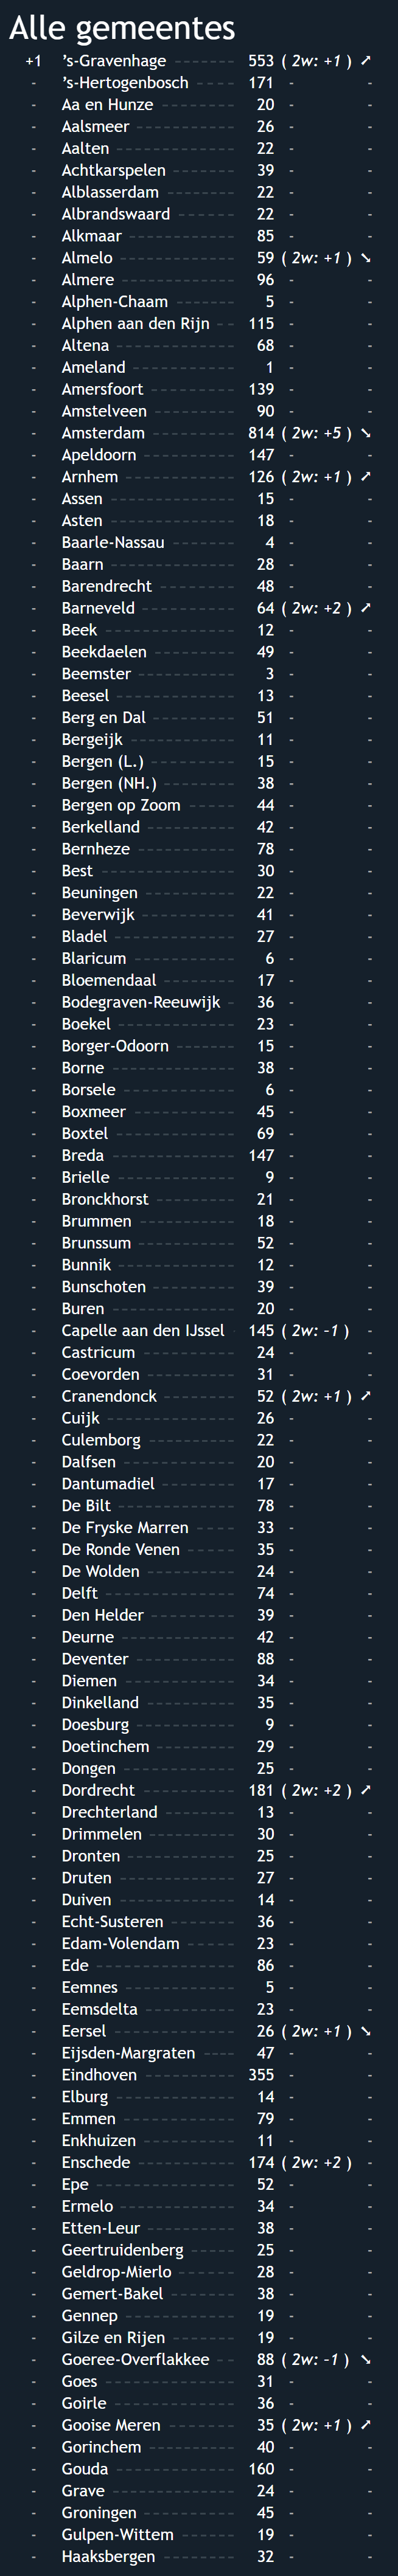 Alle gemeentes
+1 ’s-Gravenhage 553 ( 2w: +1 ) ➚
- ’s-Hertogenbosch 171 - -
- Aa en Hunze 20 - -
- Aalsmeer 26 - -
- Aalten 22 - -
- Achtkarspelen 39 - -
- Alblasserdam 22 - -
- Albrandswaard 22 - -
- Alkmaar 85 - -
- Almelo 59 ( 2w: +1 ) ➘
- Almere 96 - -
- Alphen-Chaam 5 - -
- Alphen aan den Rijn 115 - -
- Altena 68 - -
- Ameland 1 - -
- Amersfoort 139 - -
- Amstelveen 90 - -
- Amsterdam 814 ( 2w: +5 ) ➘
- Apeldoorn 147 - -
- Arnhem 126 ( 2w: +1 ) ➚
- Assen 15 - -
- Asten 18 - -
- Baarle-Nassau 4 - -
- Baarn 28 - -
- Barendrecht 48 - -
- Barneveld 64 ( 2w: +2 ) ➚
- Beek 12 - -
- Beekdaelen 49 - -
- Beemster 3 - -
- Beesel 13 - -
- Berg en Dal 51 - -
- Bergeijk 11 - -
- Bergen (L.) 15 - -
- Bergen (NH.) 38 - -
- Bergen op Zoom 44 - -
- Berkelland 42 - -
- Bernheze 78 - -
- Best 30 - -
- Beuningen 22 - -
- Beverwijk 41 - -
- Bladel 27 - -
- Blaricum 6 - -
- Bloemendaal 17 - -
- Bodegraven-Reeuwijk 36 - -
- Boekel 23 - -
- Borger-Odoorn 15 - -
- Borne 38 - -
- Borsele 6 - -
- Boxmeer 45 - -
- Boxtel 69 - -
- Breda 147 - -
- Brielle 9 - -
- Bronckhorst 21 - -
- Brummen 18 - -
- Brunssum 52 - -
- Bunnik 12 - -
- Bunschoten 39 - -
- Buren 20 - -
- Capelle aan den IJssel 145 ( 2w: -1 ) -
- Castricum 24 - -
- Coevorden 31 - -
- Cranendonck 52 ( 2w: +1 ) ➚
- Cuijk 26 - -
- Culemborg 22 - -
- Dalfsen 20 - -
- Dantumadiel 17 - -
- De Bilt 78 - -
- De Fryske Marren 33 - -
- De Ronde Venen 35 - -
- De Wolden 24 - -
- Delft 74 - -
- Den Helder 39 - -
- Deurne 42 - -
- Deventer 88 - -
- Diemen 34 - -
- Dinkelland 35 - -
- Doesburg 9 - -
- Doetinchem 29 - -
- Dongen 25 - -
- Dordrecht 181 ( 2w: +2 ) ➚
- Drechterland 13 - -
- Drimmelen 30 - -
- Dronten 25 - -
- Druten 27 - -
- Duiven 14 - -
- Echt-Susteren 36 - -
- Edam-Volendam 23 - -
- Ede 86 - -
- Eemnes 5 - -
- Eemsdelta 23 - -
- Eersel 26 ( 2w: +1 ) ➘
- Eijsden-Margraten 47 - -
- Eindhoven 355 - -
- Elburg 14 - -
- Emmen 79 - -
- Enkhuizen 11 - -
- Enschede 174 ( 2w: +2 ) -
- Epe 52 - -
- Ermelo 34 - -
- Etten-Leur 38 - -
- Geertruidenberg 25 - -
- Geldrop-Mierlo 28 - -
- Gemert-Bakel 38 - -
- Gennep 19 - -
- Gilze en Rijen 19 - -
- Goeree-Overflakkee 88 ( 2w: -1 ) ➘
- Goes 31 - -
- Goirle 36 - -
- Gooise Meren 35 ( 2w: +1 ) ➚
- Gorinchem 40 - -
- Gouda 160 - -
- Grave 24 - -
- Groningen 45 - -
- Gulpen-Wittem 19 - -
- Haaksbergen 32 - -